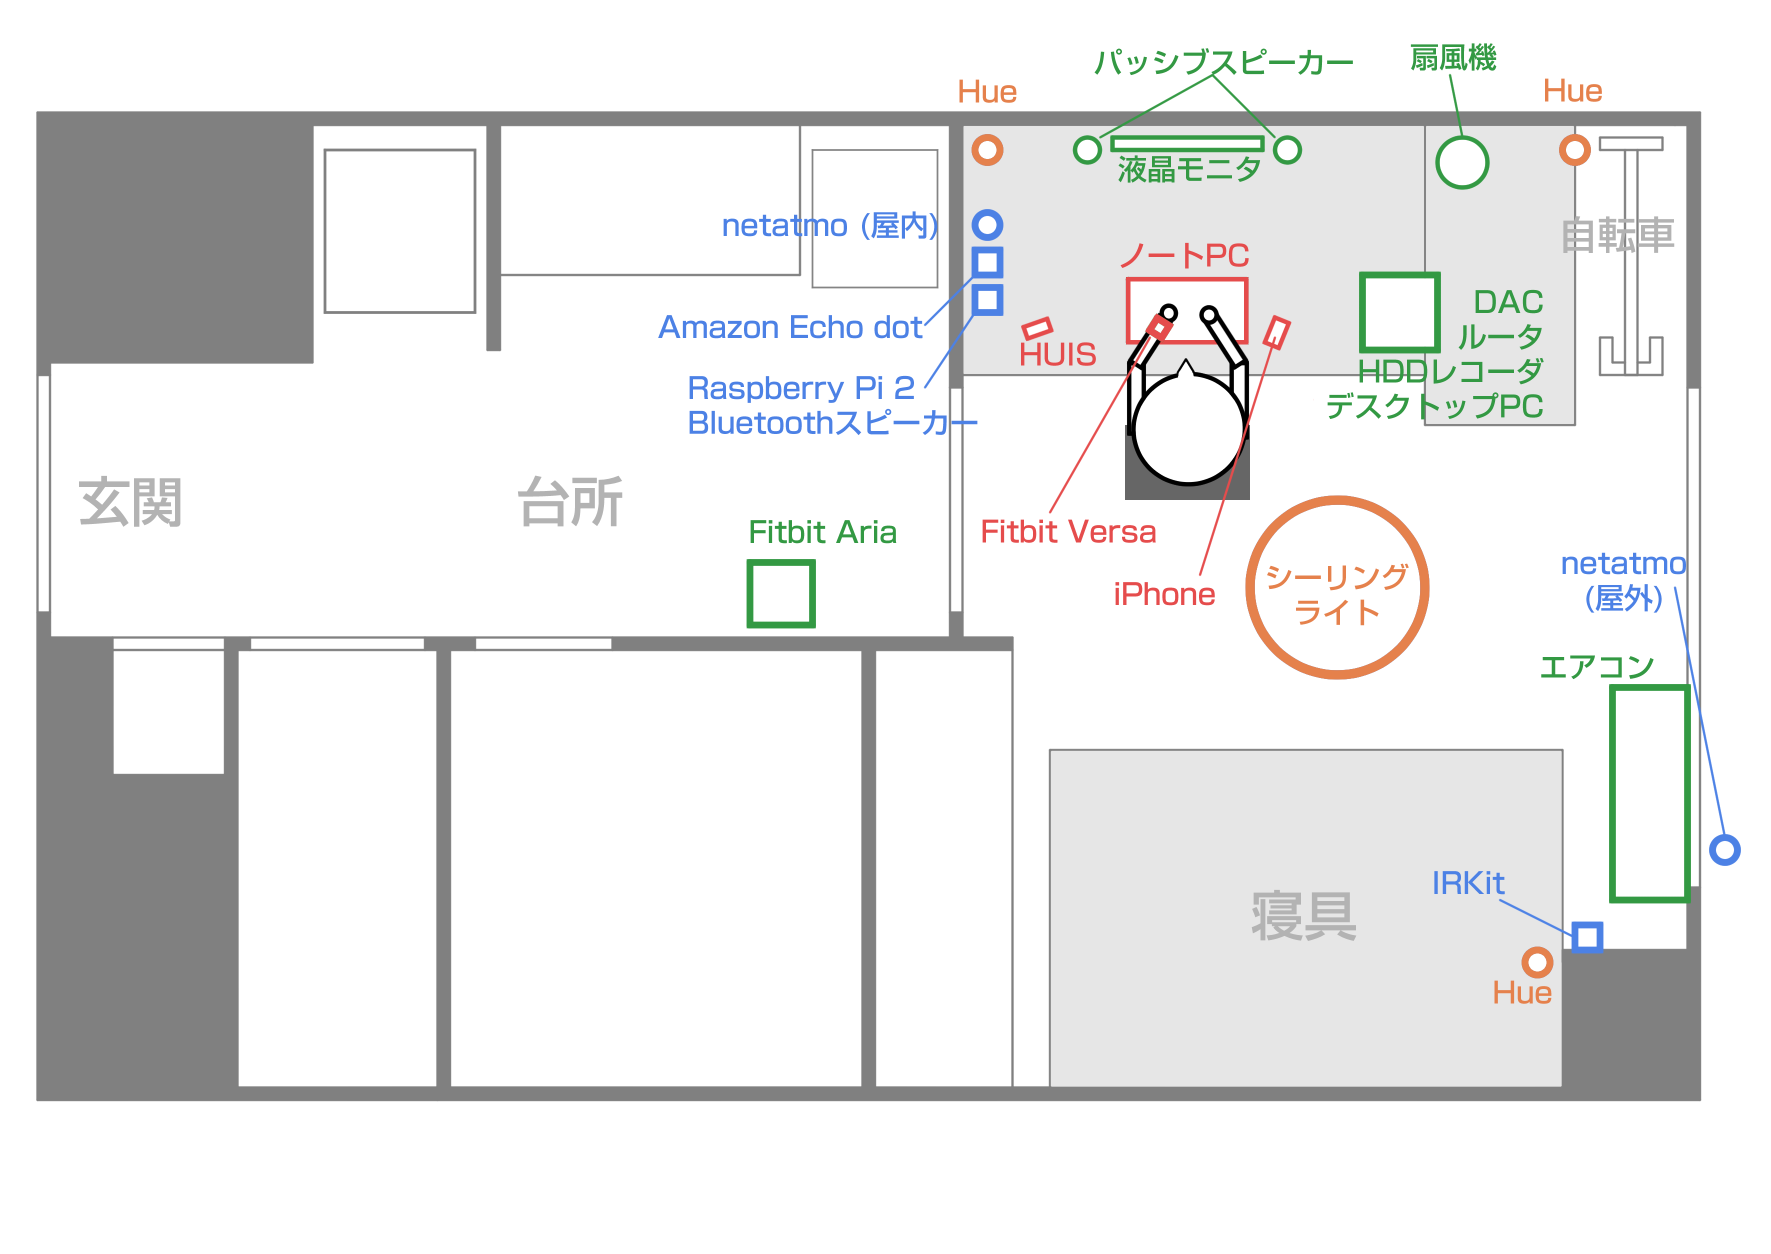 パッシブスピーカー
扇風機
Hue
Hue
液晶モニタ
netatmo (屋内)
自転車
ノートPC
DAC
Amazon Echo dot
ルータ
HUIS
HDDレコーダ
Raspberry Pi 2
デスクトップPC
Bluetoothスピーカー
玄関
台所
Fitbit Aria
Fitbit Versa
netatmo
(屋外)
シーリング
ライト
iPhone
エアコン
IRKit
寝具
Hue